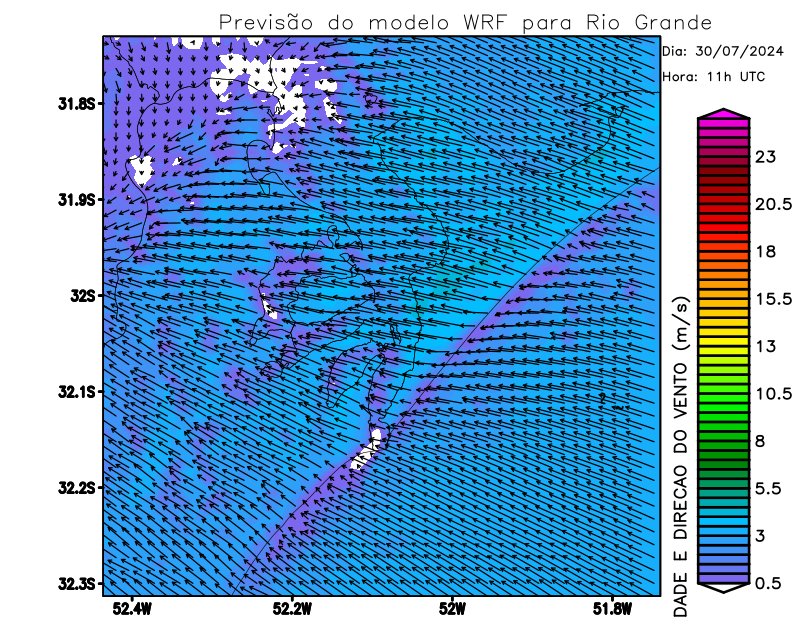 Previsão do modelo WRF para Rio Grande
Dia: 30/07/2024
Hora: 11h UTC
31.8S
31.9S
32S
32.1S
32.2S
32.3S
52.4W
52.2W
52W
51.8W
23
20.5
18
15.5
13
10.5
8
5.5
3
0.5
DADE E DIRECAO DO VENTO (m/s)